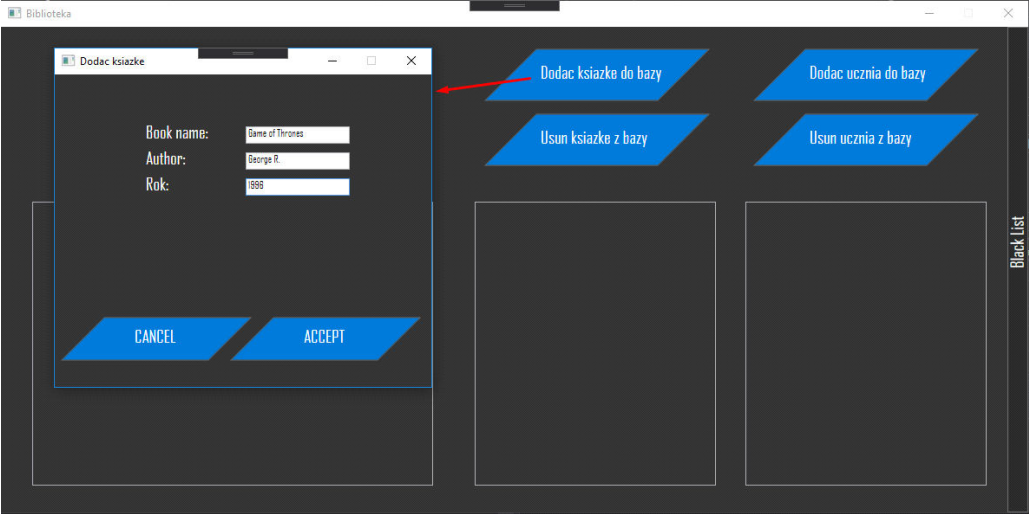 Biblioteka
Dodac ksiazke
Book name:
Game of Thrones
Author:
George R.
Rok:
1996
CANCEL
ACCEPT
Dodac ksiazke do bazy
Dodac ucznia do bazy
Usun ksiazke z bazy
Usun ucznia z bazy
Black List